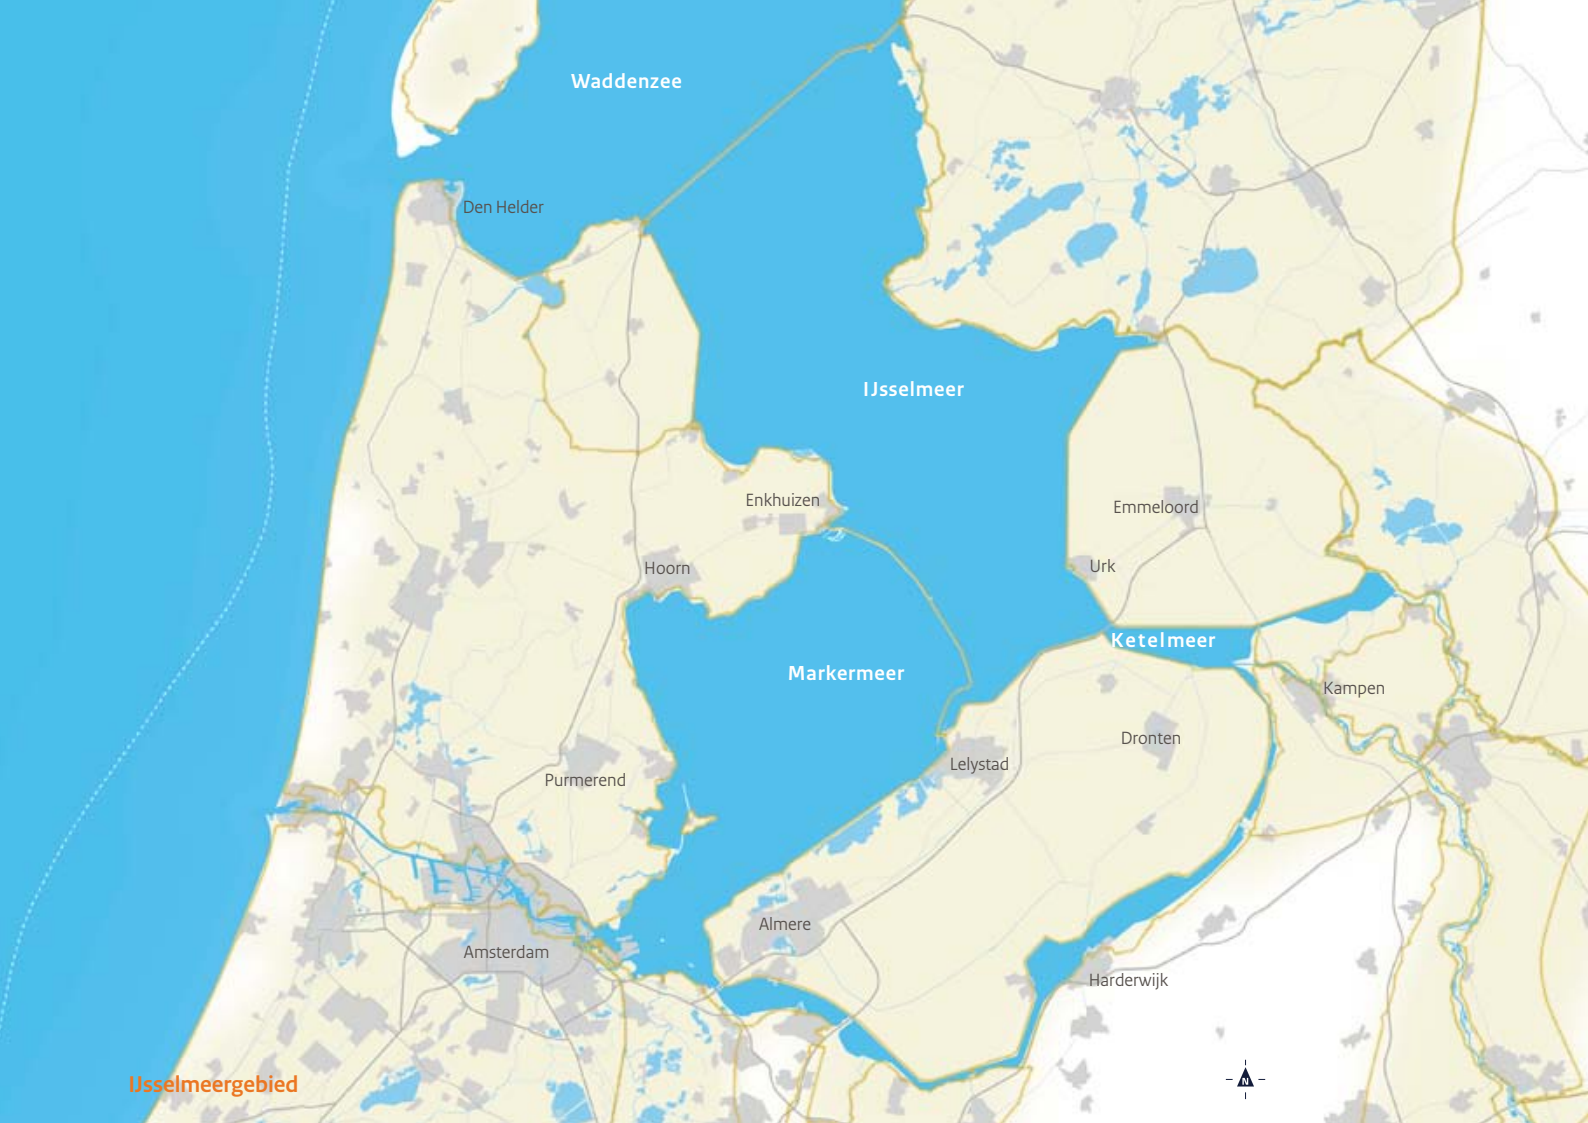 Waddenzee
Den Helder
IJsselmeer
Enkhuizen
Emmeloord
Hoorn
Urk
Ketelmeer
Markermeer
Kampen
Dronten
Lelystad
Purmerend
Almere
Amsterdam
Harderwijk
IJsselmeergebied
N